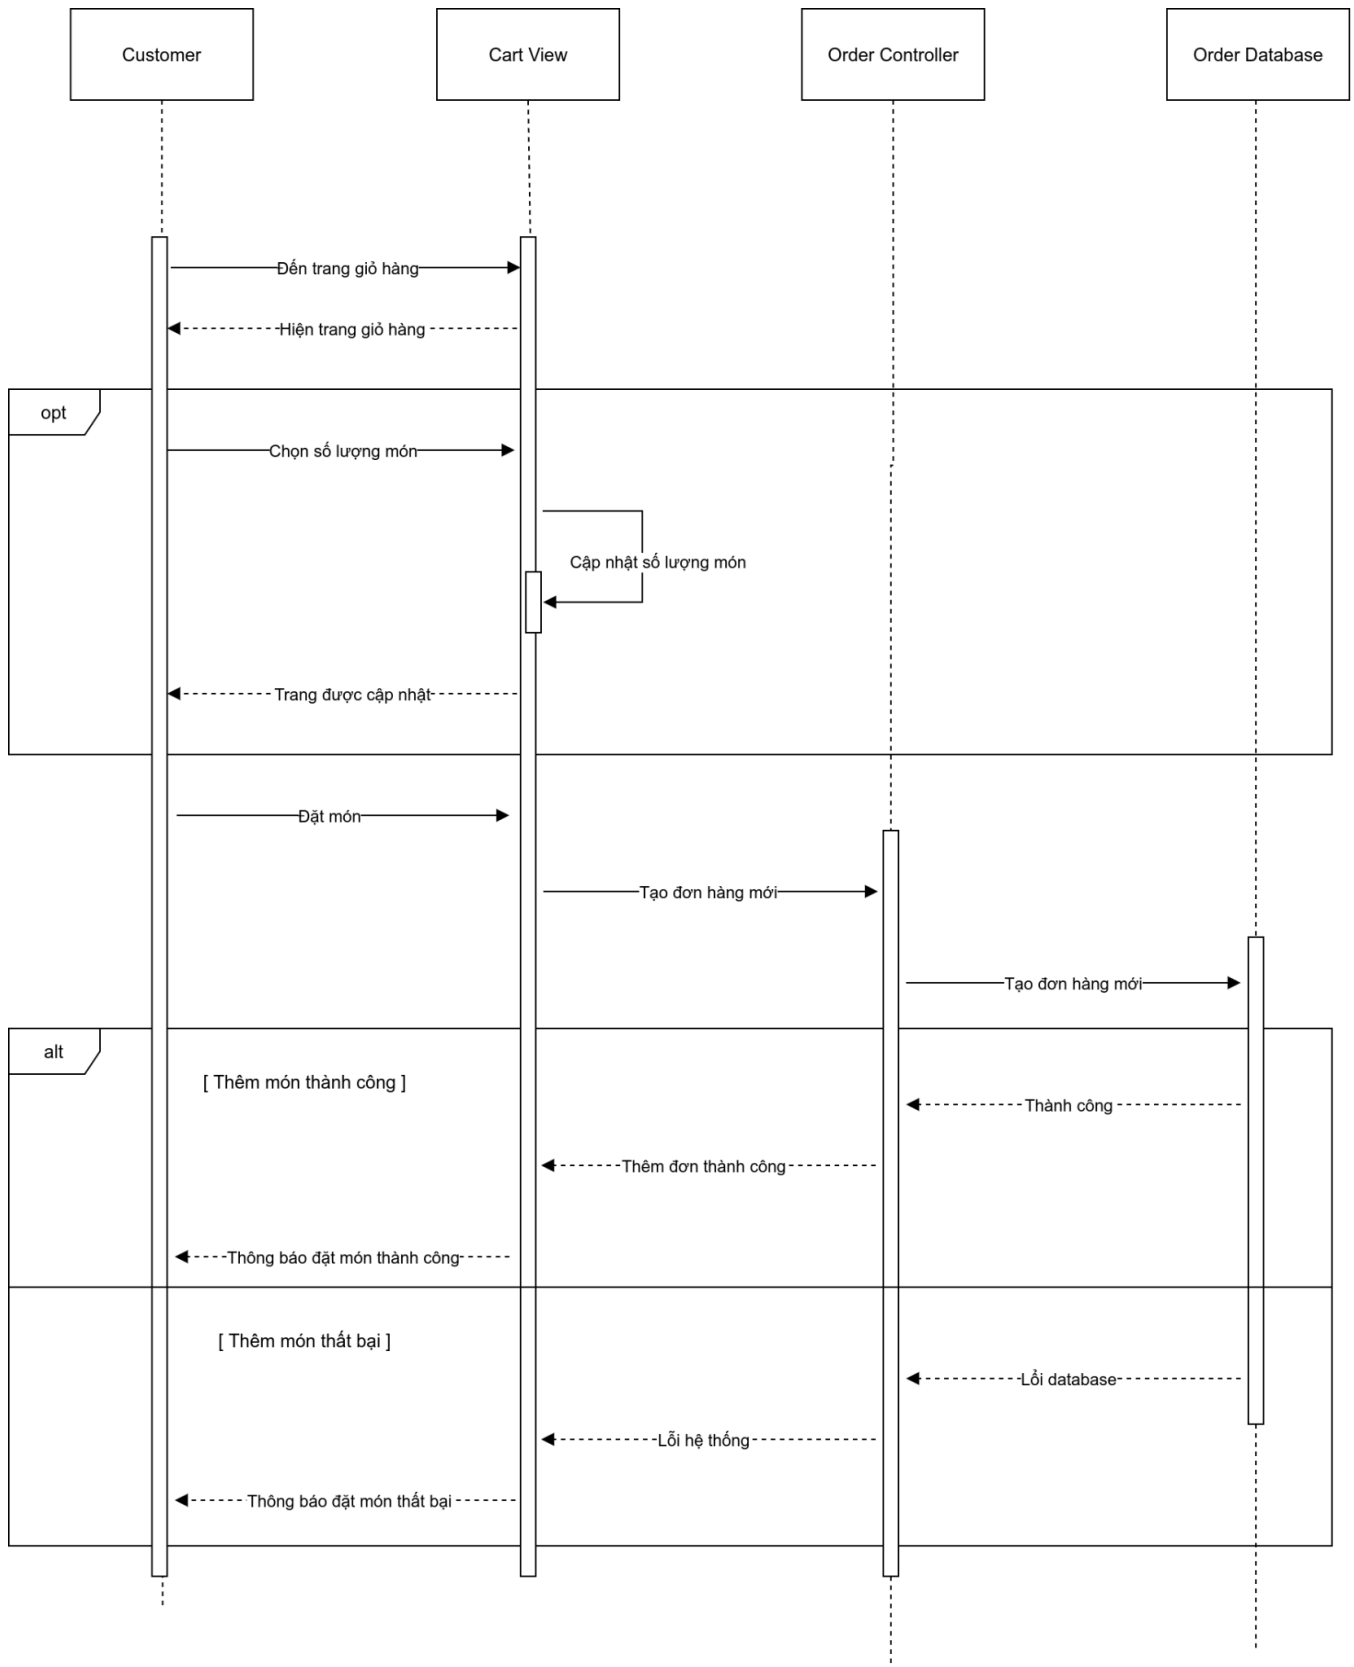 Customer
Cart View
Order Controller
Order Database
Đến trang giỏ hàng
Hiện trang giỏ hàng
opt
Chọn số lượng món
Cập nhật số lượng món
Trang được cập nhật
Đặt món
Tạo đơn hàng mới
Tạo đơn hàng mới
alt
[ Thêm món thành công ]
Thành công
Thêm đơn thành công
Thông báo đặt món thành công
[ Thêm món thất bại ]
Lổi database
Lỗi hệ thống
Thông báo đặt món thất bại